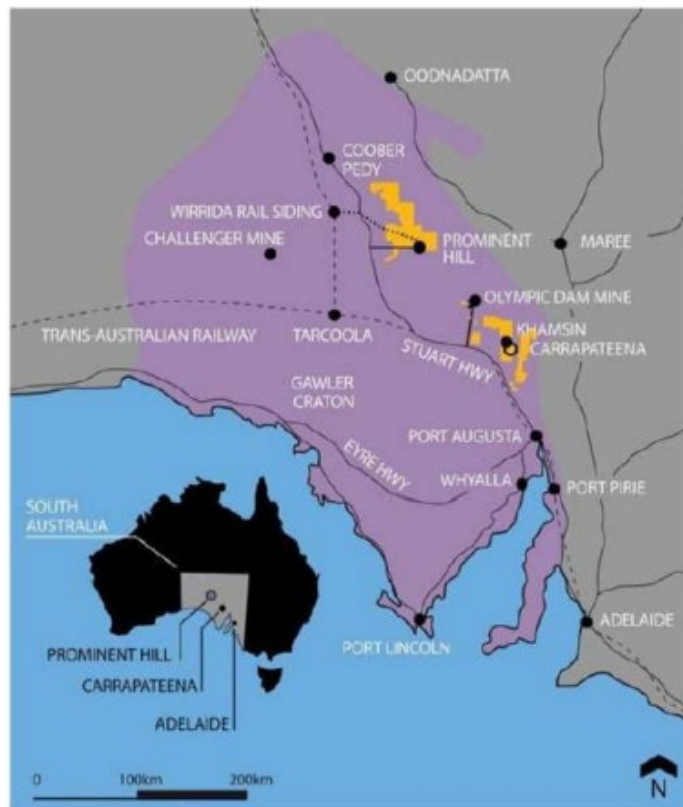 OODNADATTA
COOBER
PEDY
WIRRIDA RAIL SIDING
CHALLENGER MINE
PROMINENT
HILL
MAREE
OLYMPIC DAM MINE
KHAMSIN
CARRAPATEENA
TRANS-AUSTRALIAN RAILWAY
TARCOOLA
STUART HWY
GAWLER
CRATON
PORT AUGUSTA
EYRE HWY
WHYALLA
PORT PIRIE
SOUTH
AUSTRALIA
ADELAIDE
PORT LINCOLN
PROMINENT HILL
CARRAPATEENA
ADELAIDE
0 100km 200km
N